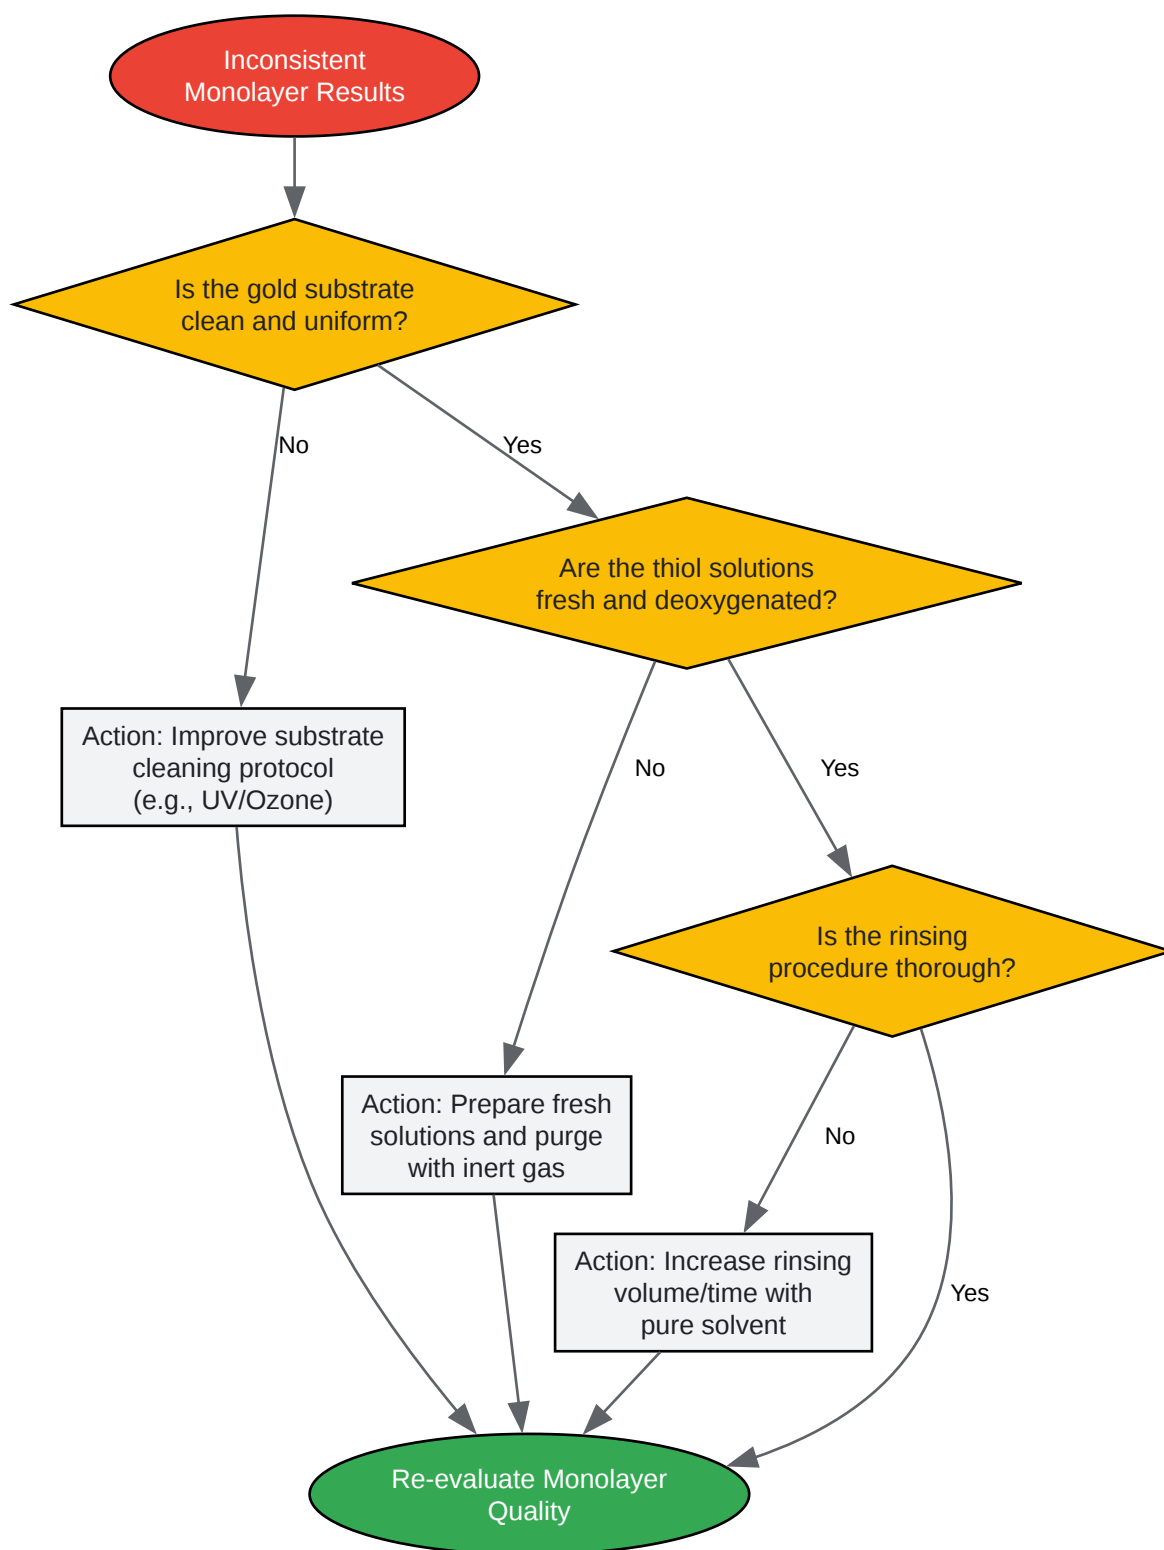 Inconsistent
Monolayer Results
Is the gold substrate
clean and uniform?
No
Yes
Are the thiol solutions
fresh and deoxygenated?
Action: Improve substrate
cleaning protocol
(e.g., UV/Ozone)
No
Yes
Is the rinsing
procedure thorough?
Action: Prepare fresh
solutions and purge
with inert gas
No
Action: Increase rinsing
volume/time with
pure solvent
Yes
Re-evaluate Monolayer
Quality